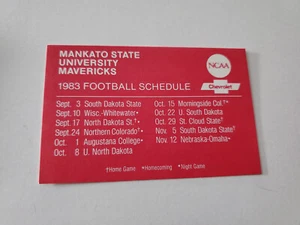 MANKATO STATE
UNIVERSITY
MAVERICKS
NCAA
1983 FOOTBALL SCHEDULE
Chevrolet
Sept. 3 South Dakota State
Sept. 10 Wisc.-Whitewater*
Sept. 17 North Dakota St.†•
Sept. 24 Northern Colorado†•
Oct. 1 Augustana College•
Oct. 8 U. North Dakota
Oct. 15 Morningside Col.†*
Oct. 22 U. South Dakota
Oct. 29 St. Cloud State†
Nov. 5 South Dakota State†
Nov. 12 Nebraska-Omaha•
†Home Game *Homecoming •Night Game